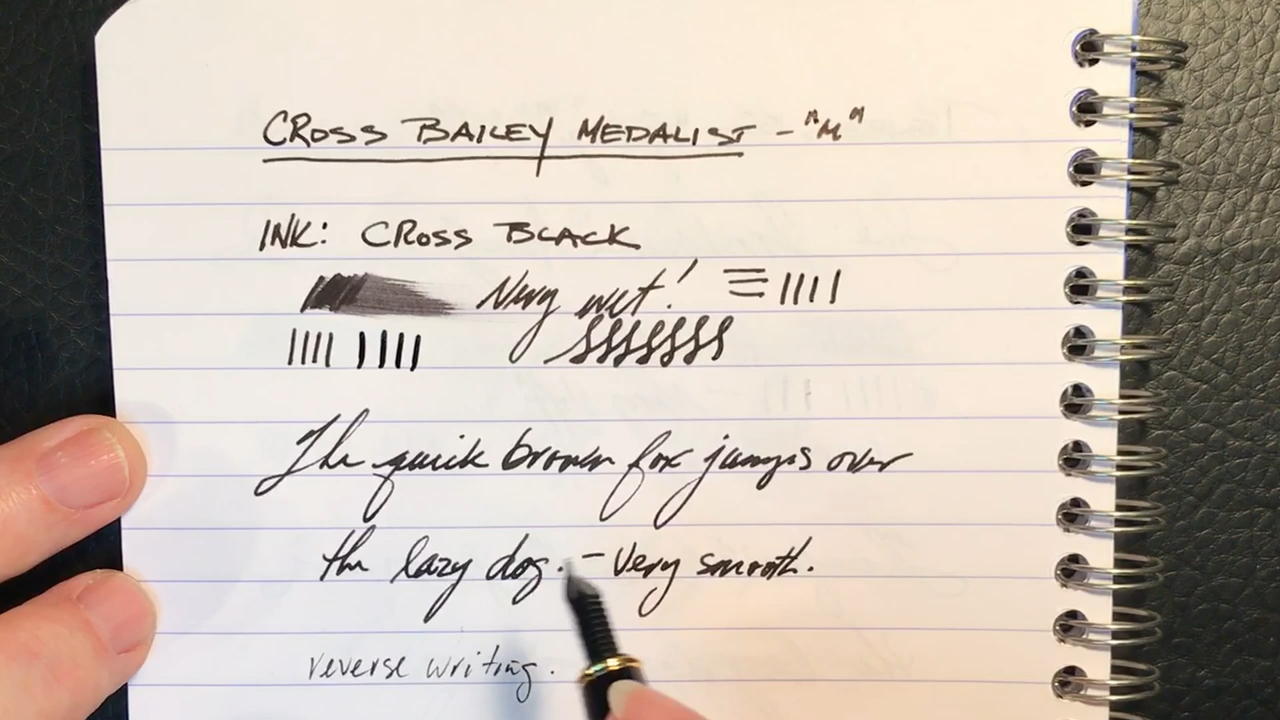 CROSS BAILEY MEDALIST - "M"
INK: CROSS BLACK
Very wet!
The quick brown fox jumps over
the lazy dog. - Very smooth.
reverse writing.